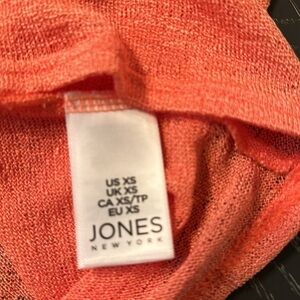 US XS
UK XS
CA XS/TP
EU XS
JONES
NEW YORK